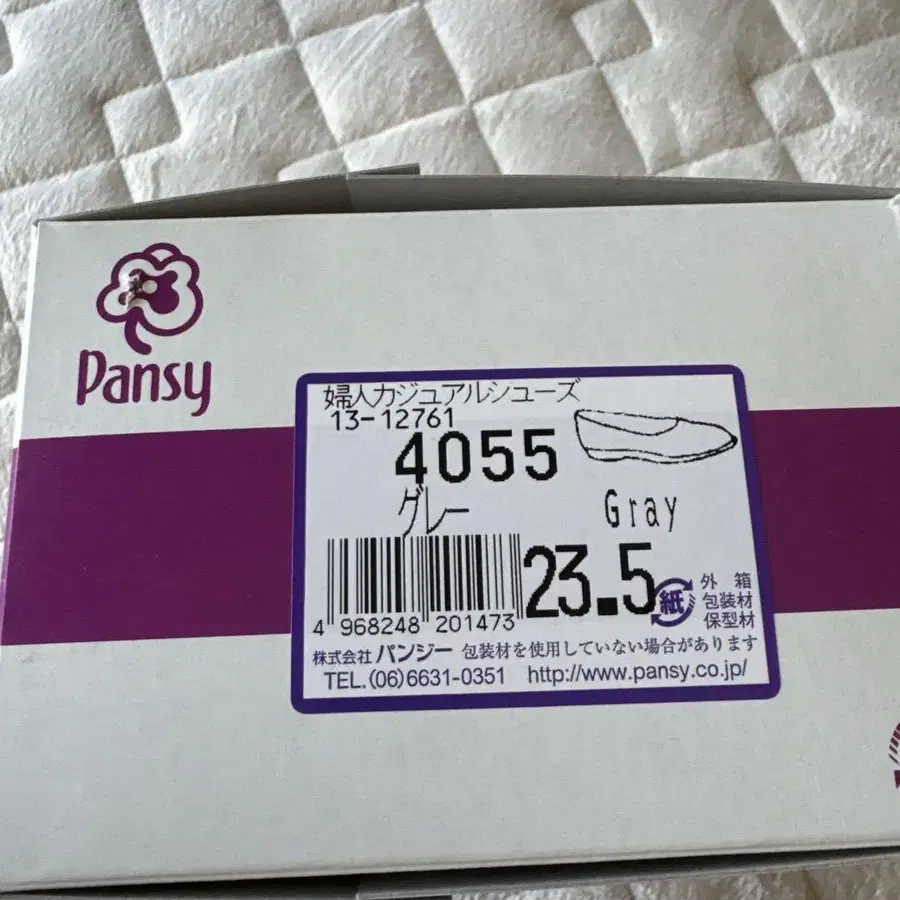 Pansy
婦人カジュアルシューズ
13-12761
4055
グレー Gray
23.5
4 968248 201473
紙 外箱
包装材
保型材
株式会社 パンジー 包装材を使用していない場合があります
TEL.(06)6631-0351 http://www.pansy.co.jp/